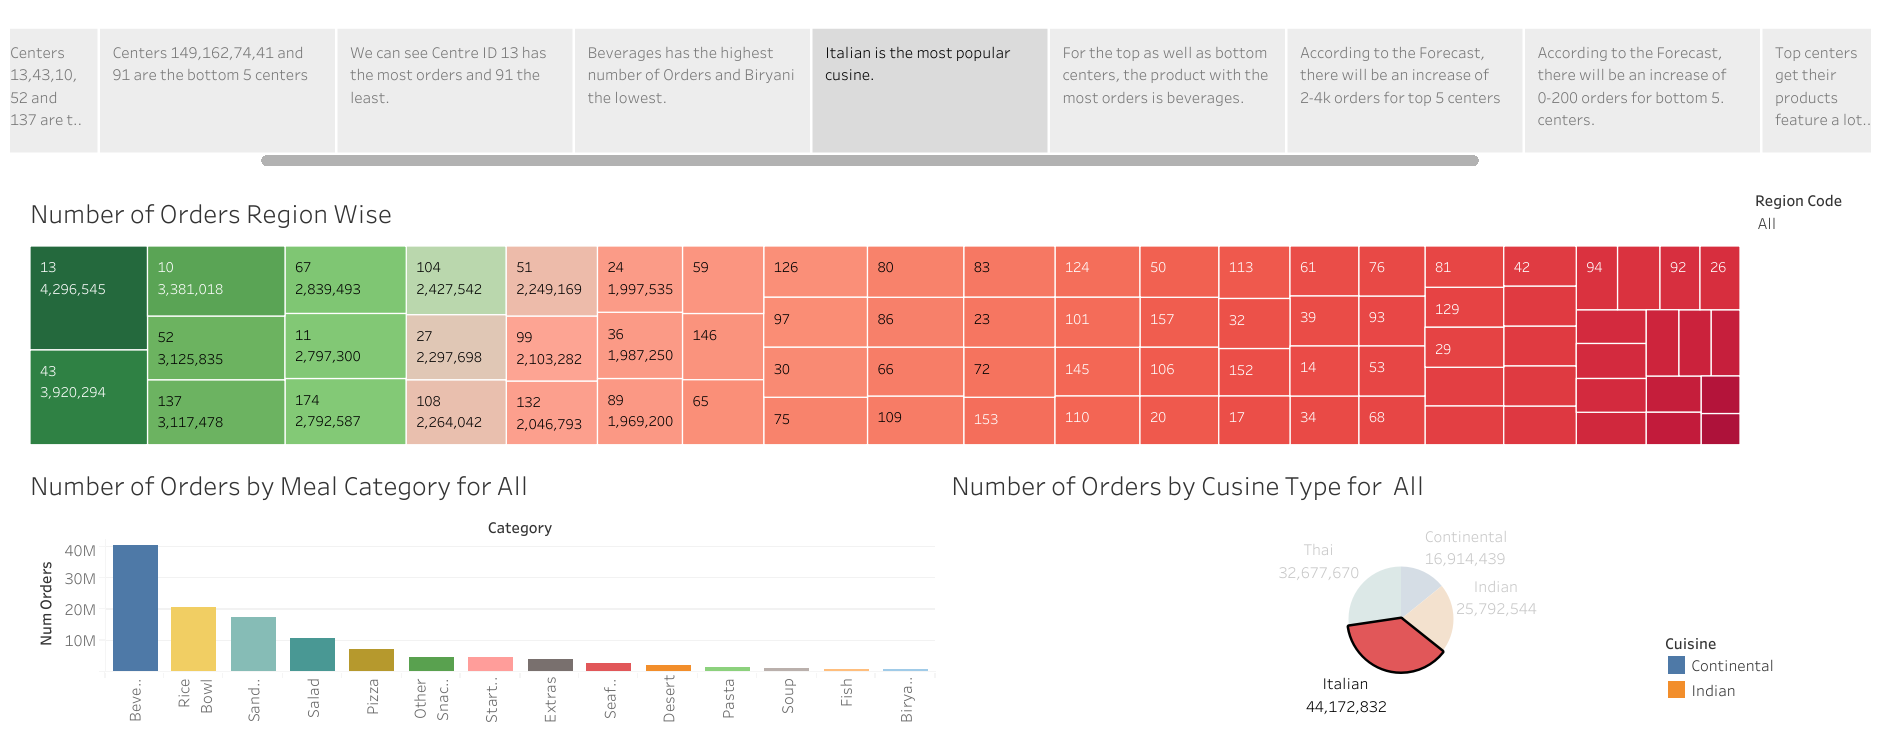 Centers
13,43,10,
52 and
137 are t..
Centers 149,162,74,41 and
91 are the bottom 5 centers
We can see Centre ID 13 has
the most orders and 91 the
least.
Beverages has the highest
number of Orders and Biryani
the lowest.
Italian is the most popular
cusine.
For the top as well as bottom
centers, the product with the
most orders is beverages.
According to the Forecast,
there will be an increase of
2-4k orders for top 5 centers
According to the Forecast,
there will be an increase of
0-200 orders for bottom 5.
centers.
Top centers
get their
products
feature a lot..
Number of Orders Region Wise
Region Code
All
13
4,296,545
43
3,920,294
10
3,381,018
52
3,125,835
137
3,117,478
67
2,839,493
11
2,797,300
174
2,792,587
104
2,427,542
27
2,297,698
108
2,264,042
51
2,249,169
99
2,103,282
132
2,046,793
24
1,997,535
36
1,987,250
89
1,969,200
59
146
65
126
97
30
75
80
86
66
109
83
23
72
153
124
101
145
110
50
157
106
20
113
32
152
17
61
39
14
34
76
93
53
68
81
129
29
42
94
92
26
Number of Orders by Meal Category for All
Category
Num Orders
40M
30M
20M
10M
Beve..
Rice
Bowl
Sand..
Salad
Pizza
Other
Snac..
Start..
Extras
Seaf..
Desert
Pasta
Soup
Fish
Birya..
Number of Orders by Cusine Type for  All
Thai
32,677,670
Continental
16,914,439
Indian
25,792,544
Italian
44,172,832
Cuisine
Continental
Indian